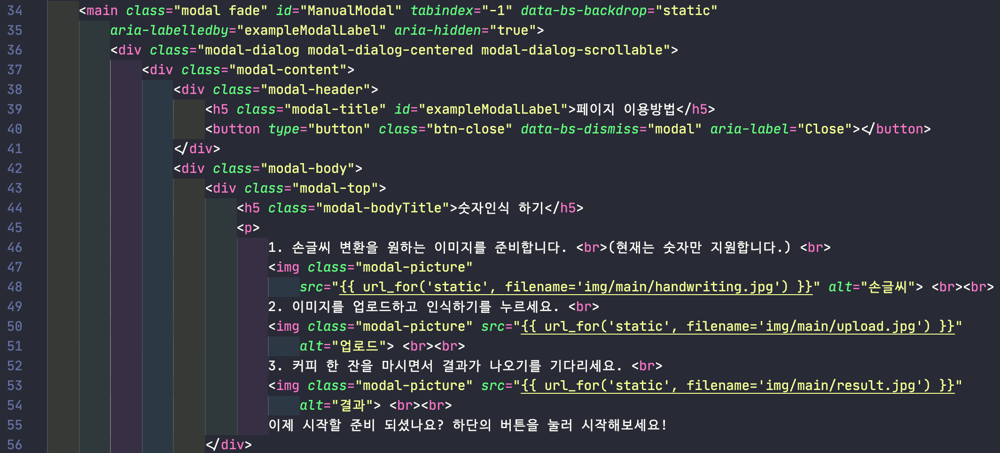 34 <main class="modal fade" id="ManualModal" tabindex="-1" data-bs-backdrop="static"
35 aria-labelledby="exampleModalLabel" aria-hidden="true">
36 <div class="modal-dialog modal-dialog-centered modal-dialog-scrollable">
37 <div class="modal-content">
38 <div class="modal-header">
39 <h5 class="modal-title" id="exampleModalLabel">페이지 이용방법</h5>
40 <button type="button" class="btn-close" data-bs-dismiss="modal" aria-label="Close"></button>
41 </div>
42 <div class="modal-body">
43 <div class="modal-top">
44 <h5 class="modal-bodyTitle">숫자인식 하기</h5>
45 <p>
46 1. 손글씨 변환을 원하는 이미지를 준비합니다. <br>(현재는 숫자만 지원합니다.) <br>
47 <img class="modal-picture"
48 src="{{ url_for('static', filename='img/main/handwriting.jpg') }}" alt="손글씨"> <br><br>
49 2. 이미지를 업로드하고 인식하기를 누르세요. <br>
50 <img class="modal-picture" src="{{ url_for('static', filename='img/main/upload.jpg') }}"
51 alt="업로드"> <br><br>
52 3. 커피 한 잔을 마시면서 결과가 나오기를 기다리세요. <br>
53 <img class="modal-picture" src="{{ url_for('static', filename='img/main/result.jpg') }}"
54 alt="결과"> <br><br>
55 이제 시작할 준비 되셨나요? 하단의 버튼을 눌러 시작해보세요!
56 </div>